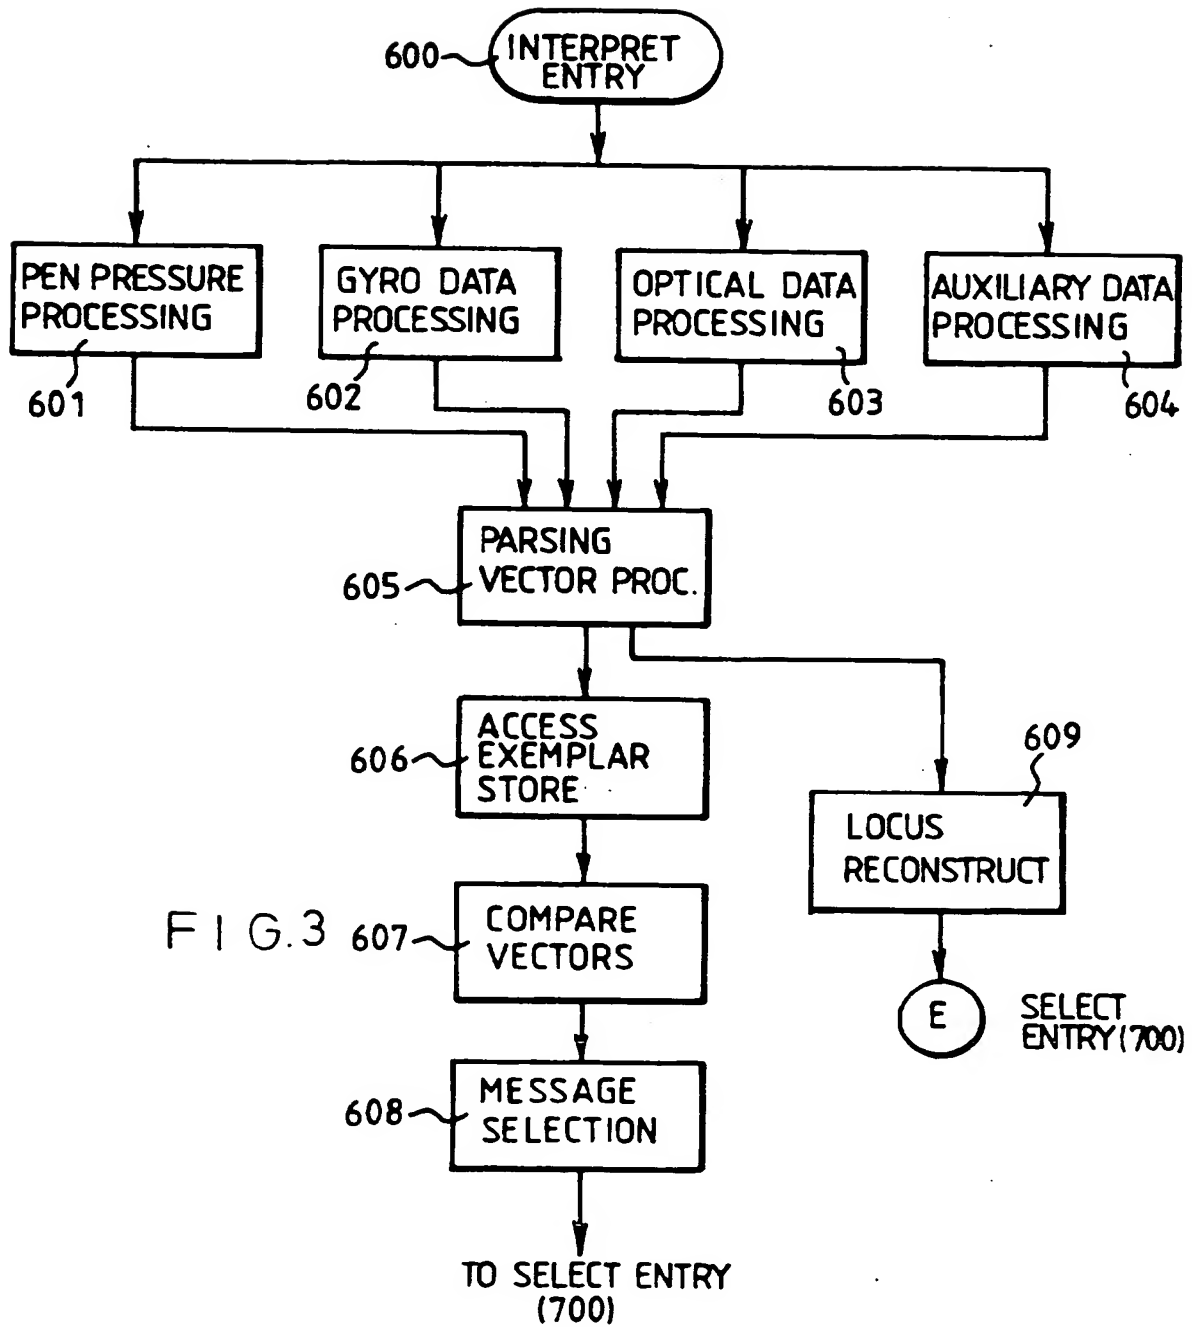 600
INTERPRET
ENTRY
PEN PRESSURE
PROCESSING
601
GYRO DATA
PROCESSING
602
OPTICAL DATA
PROCESSING
603
AUXILIARY DATA
PROCESSING
604
PARSING
VECTOR PROC.
605
ACCESS
EXEMPLAR
STORE
606
609
LOCUS
RECONSTRUCT
FIG.3
607
COMPARE
VECTORS
E
SELECT
ENTRY(700)
608
MESSAGE
SELECTION
TO SELECT ENTRY
(700)